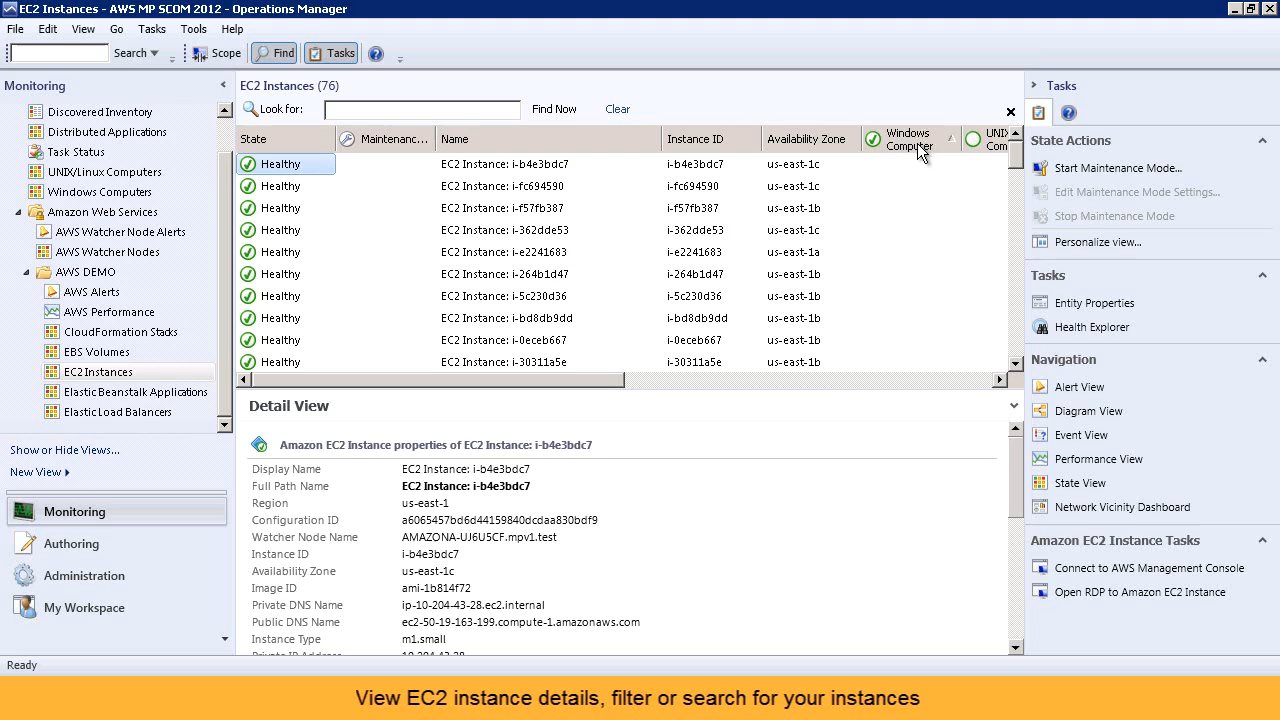 EC2 Instances - AWS MP SCOM 2012 - Operations Manager
File Edit View Go Tasks Tools Help
Search Scope Find Tasks
Monitoring
Discovered Inventory
Distributed Applications
Task Status
UNIX/Linux Computers
Windows Computers
Amazon Web Services
AWS Watcher Node Alerts
AWS Watcher Nodes
AWS DEMO
AWS Alerts
AWS Performance
CloudFormation Stacks
EBS Volumes
EC2 Instances
Elastic Beanstalk Applications
Elastic Load Balancers
Show or Hide Views...
New View
Monitoring
Authoring
Administration
My Workspace
EC2 Instances (76)
Look for: Find Now Clear
State Maintenanc... Name Instance ID Availability Zone Windows Computer UNIX Com
Healthy EC2 Instance: i-b4e3bdc7 i-b4e3bdc7 us-east-1c
Healthy EC2 Instance: i-fc694590 i-fc694590 us-east-1c
Healthy EC2 Instance: i-f57fb387 i-f57fb387 us-east-1b
Healthy EC2 Instance: i-362dde53 i-362dde53 us-east-1c
Healthy EC2 Instance: i-e2241683 i-e2241683 us-east-1a
Healthy EC2 Instance: i-264b1d47 i-264b1d47 us-east-1b
Healthy EC2 Instance: i-5c230d36 i-5c230d36 us-east-1b
Healthy EC2 Instance: i-bd8db9dd i-bd8db9dd us-east-1b
Healthy EC2 Instance: i-0eceb667 i-0eceb667 us-east-1b
Healthy EC2 Instance: i-30311a5e i-30311a5e us-east-1b
Detail View
Amazon EC2 Instance properties of EC2 Instance: i-b4e3bdc7
Display Name EC2 Instance: i-b4e3bdc7
Full Path Name EC2 Instance: i-b4e3bdc7
Region us-east-1
Configuration ID a6065457bd6d44159840dcdaa830bdf9
Watcher Node Name AMAZONA-UJ6U5CF.mpv1.test
Instance ID i-b4e3bdc7
Availability Zone us-east-1c
Image ID ami-1b814f72
Private DNS Name ip-10-204-43-28.ec2.internal
Public DNS Name ec2-50-19-163-199.compute-1.amazonaws.com
Instance Type m1.small
Private IP Address 10.204.43.28
Tasks
State Actions
Start Maintenance Mode...
Edit Maintenance Mode Settings...
Stop Maintenance Mode
Personalize view...
Tasks
Entity Properties
Health Explorer
Navigation
Alert View
Diagram View
Event View
Performance View
State View
Network Vicinity Dashboard
Amazon EC2 Instance Tasks
Connect to AWS Management Console
Open RDP to Amazon EC2 Instance
Ready
View EC2 instance details, filter or search for your instances